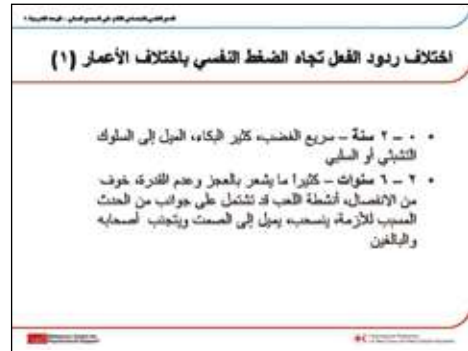 اختلاف ردود الفعل تجاه الضغط النفسي باختلاف الأعمار (١)
• ٠ – ٢ سنة – سريع الغضب، كثير البكاء، الميل إلى السلوك
التشبثي أو السلبي
• ٢ – ٦ سنوات – كثيرا ما يشعر بالعجز وعدم القدرة، خوف
من الانفصال، أنشطة اللعب قد تشتمل على جوانب من الحدث
المسبب للأزمة، ينسحب، يميل إلى الصمت ويتجنب أصحابه
والبالغين